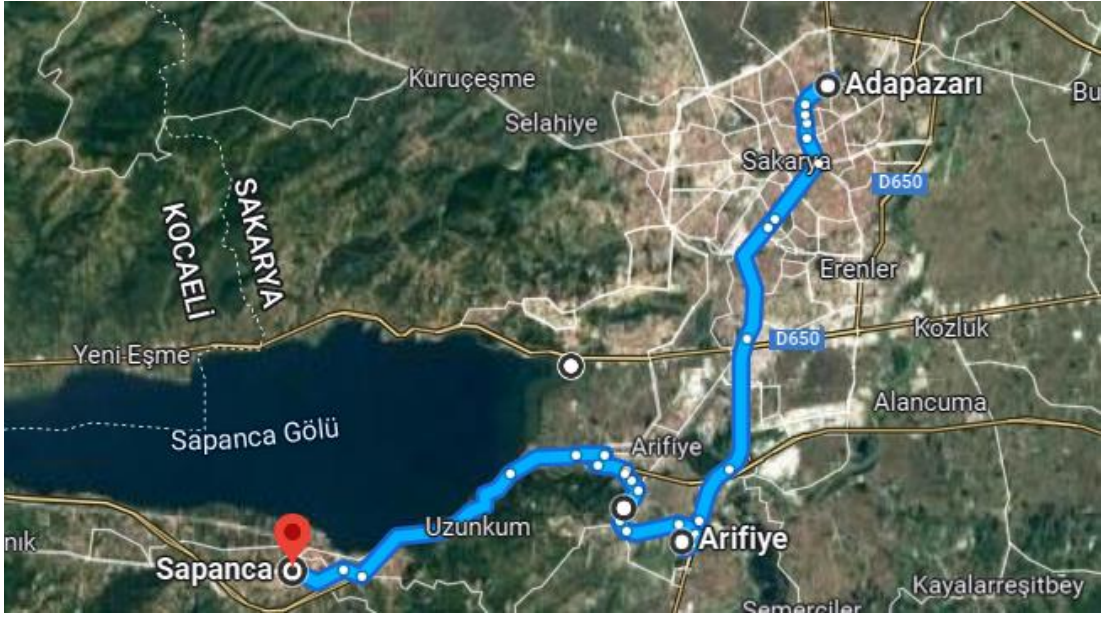 Adapazarı
Kuruçeşme
Bu
Selahiye
Sakarya
D650
SAKARYA
KOCAELİ
Erenler
Kozluk
D650
Yeni Eşme
Alancuma
Sapanca Gölü
Arifiye
Uzunkum
nık
Arifiye
Sapanca
Kayalarreşitbey
Semerciler